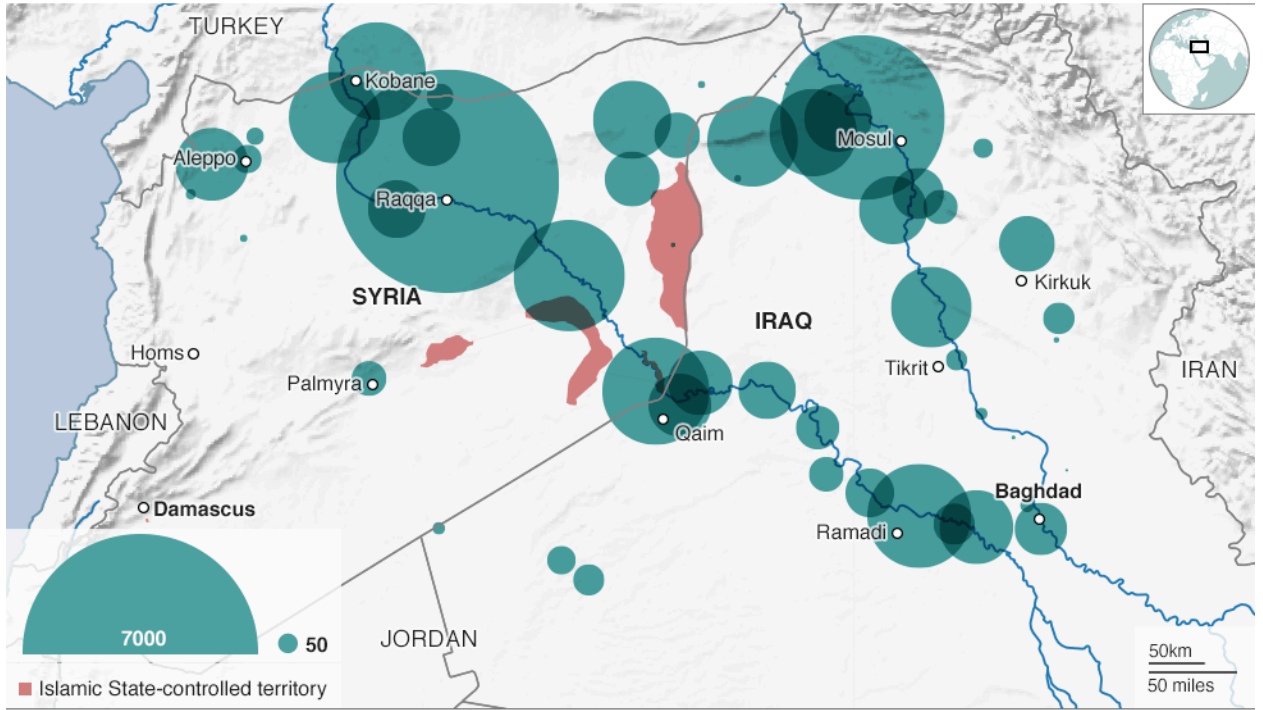 TURKEY
Kobane
Aleppo
Mosul
Raqqa
Kirkuk
SYRIA
IRAQ
Homs
Tikrit
IRAN
Palmyra
LEBANON
Qaim
Baghdad
Damascus
Ramadi
7000
50
JORDAN
50km
50 miles
Islamic State-controlled territory